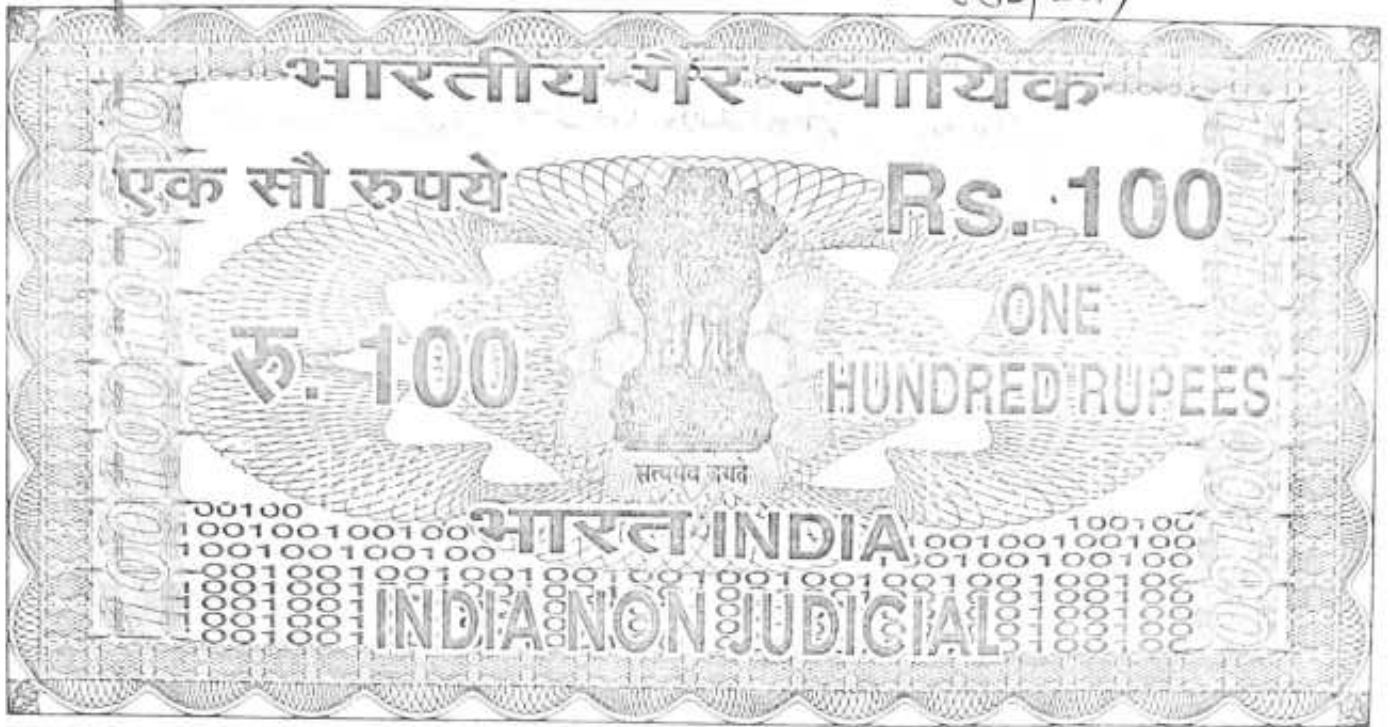 भारतीय गैर न्यायिक
एक सौ रुपये
Rs. 100
रु. 100
ONE
HUNDRED RUPEES
सत्यमेव जयते
भारत INDIA
INDIA NON JUDICIAL